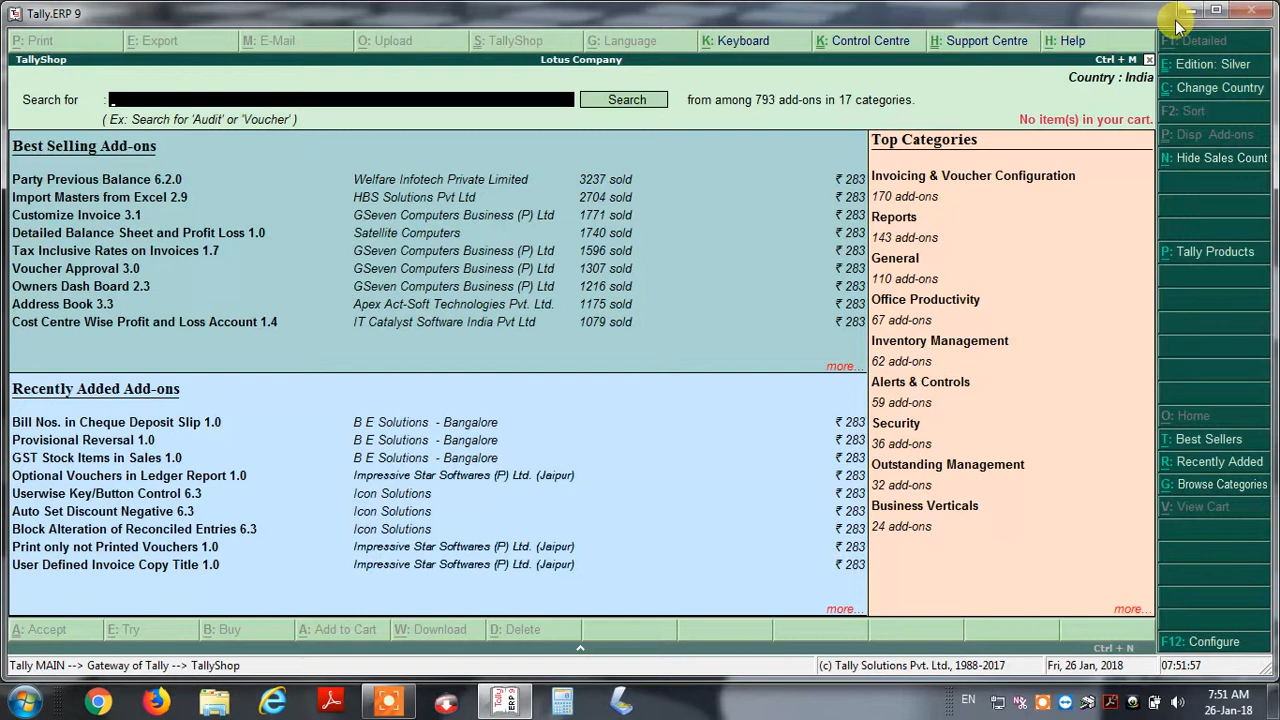 Tally.ERP 9
P: Print E: Export M: E-Mail O: Upload S: TallyShop G: Language K: Keyboard K: Control Centre H: Support Centre H: Help
F1: Detailed
TallyShop Lotus Company Ctrl + M
E: Edition: Silver
Country : India
C: Change Country
Search for : Search from among 793 add-ons in 17 categories.
F2: Sort
( Ex: Search for 'Audit' or 'Voucher' ) No item(s) in your cart.
P: Disp Add-ons
N: Hide Sales Count
P: Tally Products
O: Home
T: Best Sellers
R: Recently Added
G: Browse Categories
V: View Cart
F12: Configure
Best Selling Add-ons
Party Previous Balance 6.2.0 Welfare Infotech Private Limited 3237 sold ₹ 283
Import Masters from Excel 2.9 HBS Solutions Pvt Ltd 2704 sold ₹ 283
Customize Invoice 3.1 GSeven Computers Business (P) Ltd 1771 sold ₹ 283
Detailed Balance Sheet and Profit Loss 1.0 Satellite Computers 1740 sold ₹ 283
Tax Inclusive Rates on Invoices 1.7 GSeven Computers Business (P) Ltd 1596 sold ₹ 283
Voucher Approval 3.0 GSeven Computers Business (P) Ltd 1307 sold ₹ 283
Owners Dash Board 2.3 GSeven Computers Business (P) Ltd 1216 sold ₹ 283
Address Book 3.3 Apex Act-Soft Technologies Pvt. Ltd. 1175 sold ₹ 283
Cost Centre Wise Profit and Loss Account 1.4 IT Catalyst Software India Pvt Ltd 1079 sold ₹ 283
more...
Recently Added Add-ons
Bill Nos. in Cheque Deposit Slip 1.0 B E Solutions - Bangalore ₹ 283
Provisional Reversal 1.0 B E Solutions - Bangalore ₹ 283
GST Stock Items in Sales 1.0 B E Solutions - Bangalore ₹ 283
Optional Vouchers in Ledger Report 1.0 Impressive Star Softwares (P) Ltd. (Jaipur) ₹ 283
Userwise Key/Button Control 6.3 Icon Solutions ₹ 283
Auto Set Discount Negative 6.3 Icon Solutions ₹ 283
Block Alteration of Reconciled Entries 6.3 Icon Solutions ₹ 283
Print only not Printed Vouchers 1.0 Impressive Star Softwares (P) Ltd. (Jaipur) ₹ 283
User Defined Invoice Copy Title 1.0 Impressive Star Softwares (P) Ltd. (Jaipur) ₹ 283
more...
Top Categories
Invoicing & Voucher Configuration
170 add-ons
Reports
143 add-ons
General
110 add-ons
Office Productivity
67 add-ons
Inventory Management
62 add-ons
Alerts & Controls
59 add-ons
Security
36 add-ons
Outstanding Management
32 add-ons
Business Verticals
24 add-ons
more...
A: Accept E: Try B: Buy A: Add to Cart W: Download D: Delete
Ctrl + N
Tally MAIN --> Gateway of Tally --> TallyShop (c) Tally Solutions Pvt. Ltd., 1988-2017 Fri, 26 Jan, 2018 07:51:57
EN 7:51 AM
26-Jan-18